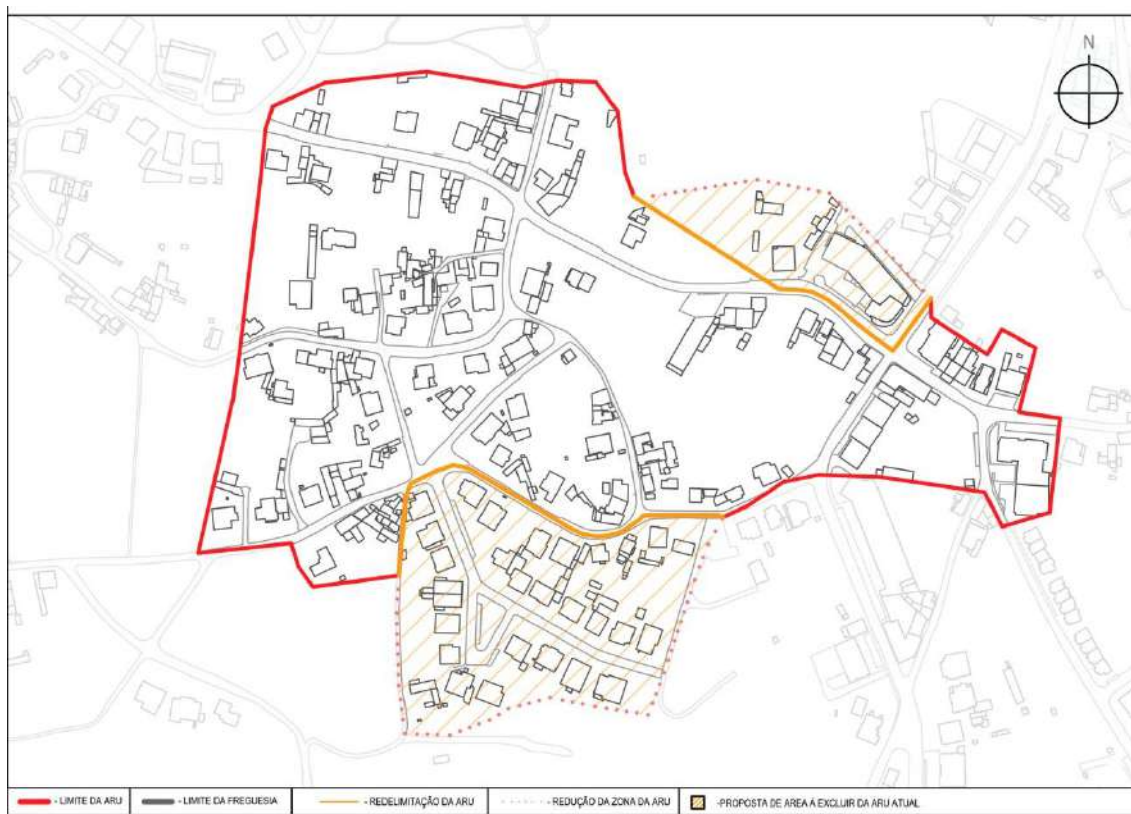 N
- LIMITE DA ARU
- LIMITE DA FREGUESIA
- REDELIMITAÇÃO DA ARU
- REDUÇÃO DA ZONA DA ARU
-PROPOSTA DE AREA A EXCLUIR DA ARU ATUAL